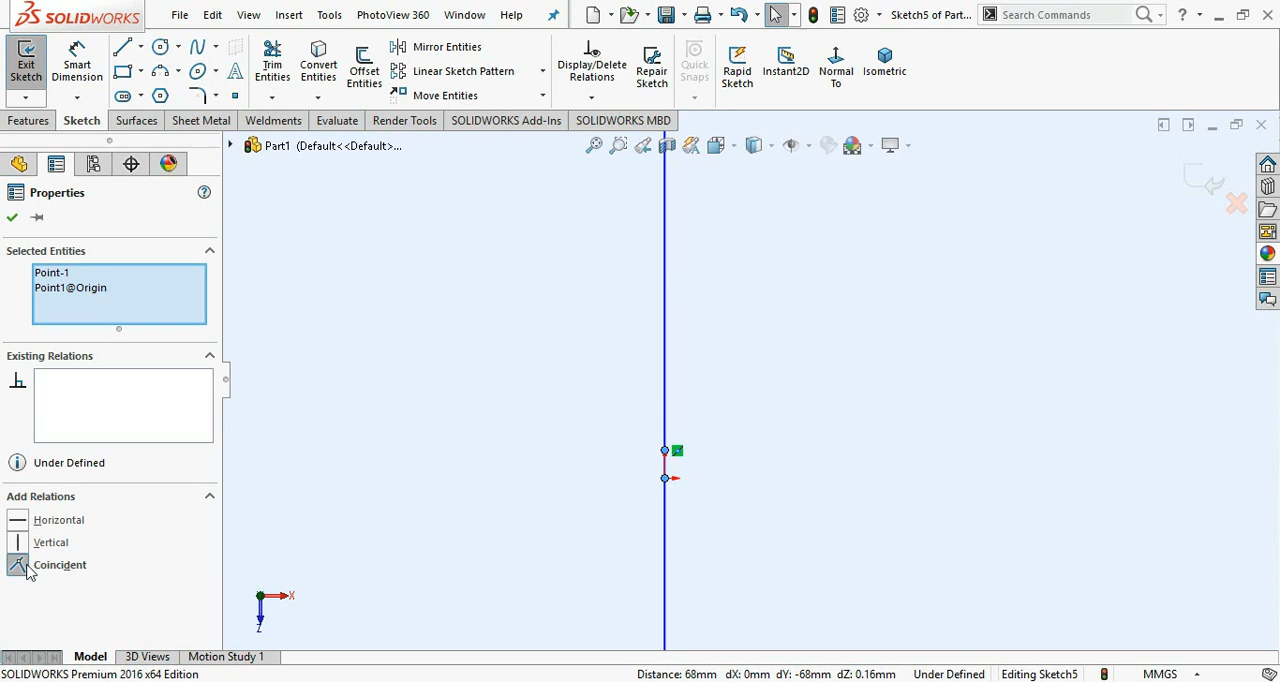 SOLIDWORKS File Edit View Insert Tools PhotoView 360 Window Help Sketch5 of Part... Search Commands
Exit Sketch
Smart Dimension
Trim Entities
Convert Entities
Offset Entities
Mirror Entities
Linear Sketch Pattern
Move Entities
Display/Delete Relations
Repair Sketch
Quick Snaps
Rapid Sketch
Instant2D
Normal To
Isometric
Features Sketch Surfaces Sheet Metal Weldments Evaluate Render Tools SOLIDWORKS Add-Ins SOLIDWORKS MBD
Part1 (Default<<Default>...
Properties
Selected Entities
Point-1
Point1@Origin
Existing Relations
Under Defined
Add Relations
Horizontal
Vertical
Coincident
X
Z
Model 3D Views Motion Study 1
SOLIDWORKS Premium 2016 x64 Edition Distance: 68mm dX: 0mm dY: -68mm dZ: 0.16mm Under Defined Editing Sketch5 MMGS